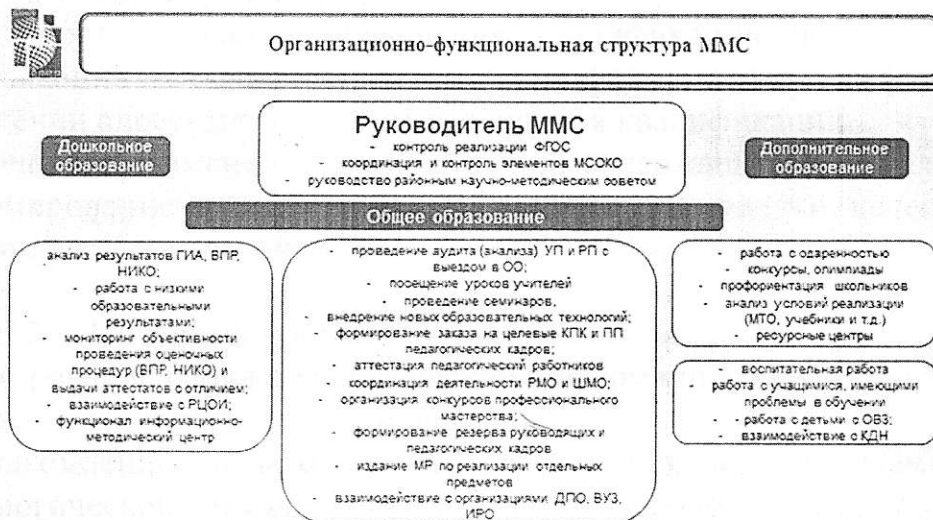 Организационно-функциональная структура ММС
Дошкольное
образование
Руководитель ММС
- контроль реализации ФГОС
координация и контроль элементов МСОКО
- руководство районным научно-методическим советом
Дополнительное
образование
Общее образование
анализ результатов ГИА, ВПР,
НИКО;
- работа с низкими
образовательными
результатами;
- мониторинг объективности
проведения оценочных
процедур (ВПР, НИКО) и
выдачи аттестатов с отличием;
- взаимодействие с РЦОИ;
- функционал информационно-
методический центр
- проведение аудита (анализа) УП и РП с
выездом в ОО;
- посещение уроков учителей
- проведение семинаров,
внедрение новых образовательных технологий;
- формирование заказа на целевые КПК и ПП
педагогических кадров;
аттестация педагогический работников
координация деятельности РМО и ШМО;
- организация конкурсов профессионального
мастерства;
- формирование резерва руководящих и
педагогических кадров
- издание МР по реализации отдельных
предметов
- взаимодействие с организациями ДПО, ВУЗ,
ИРО
- работа с одаренностью
- конкурсы, олимпиады
- профориентация школьников
- анализ условий реализации
(МТО, учебники и т.д.)
- ресурсные центры
- воспитательная работа
работа с учащимися, имеющими
проблемы в обучении
- - работа с детьми с ОВЗ;
- взаимодействие с КДН